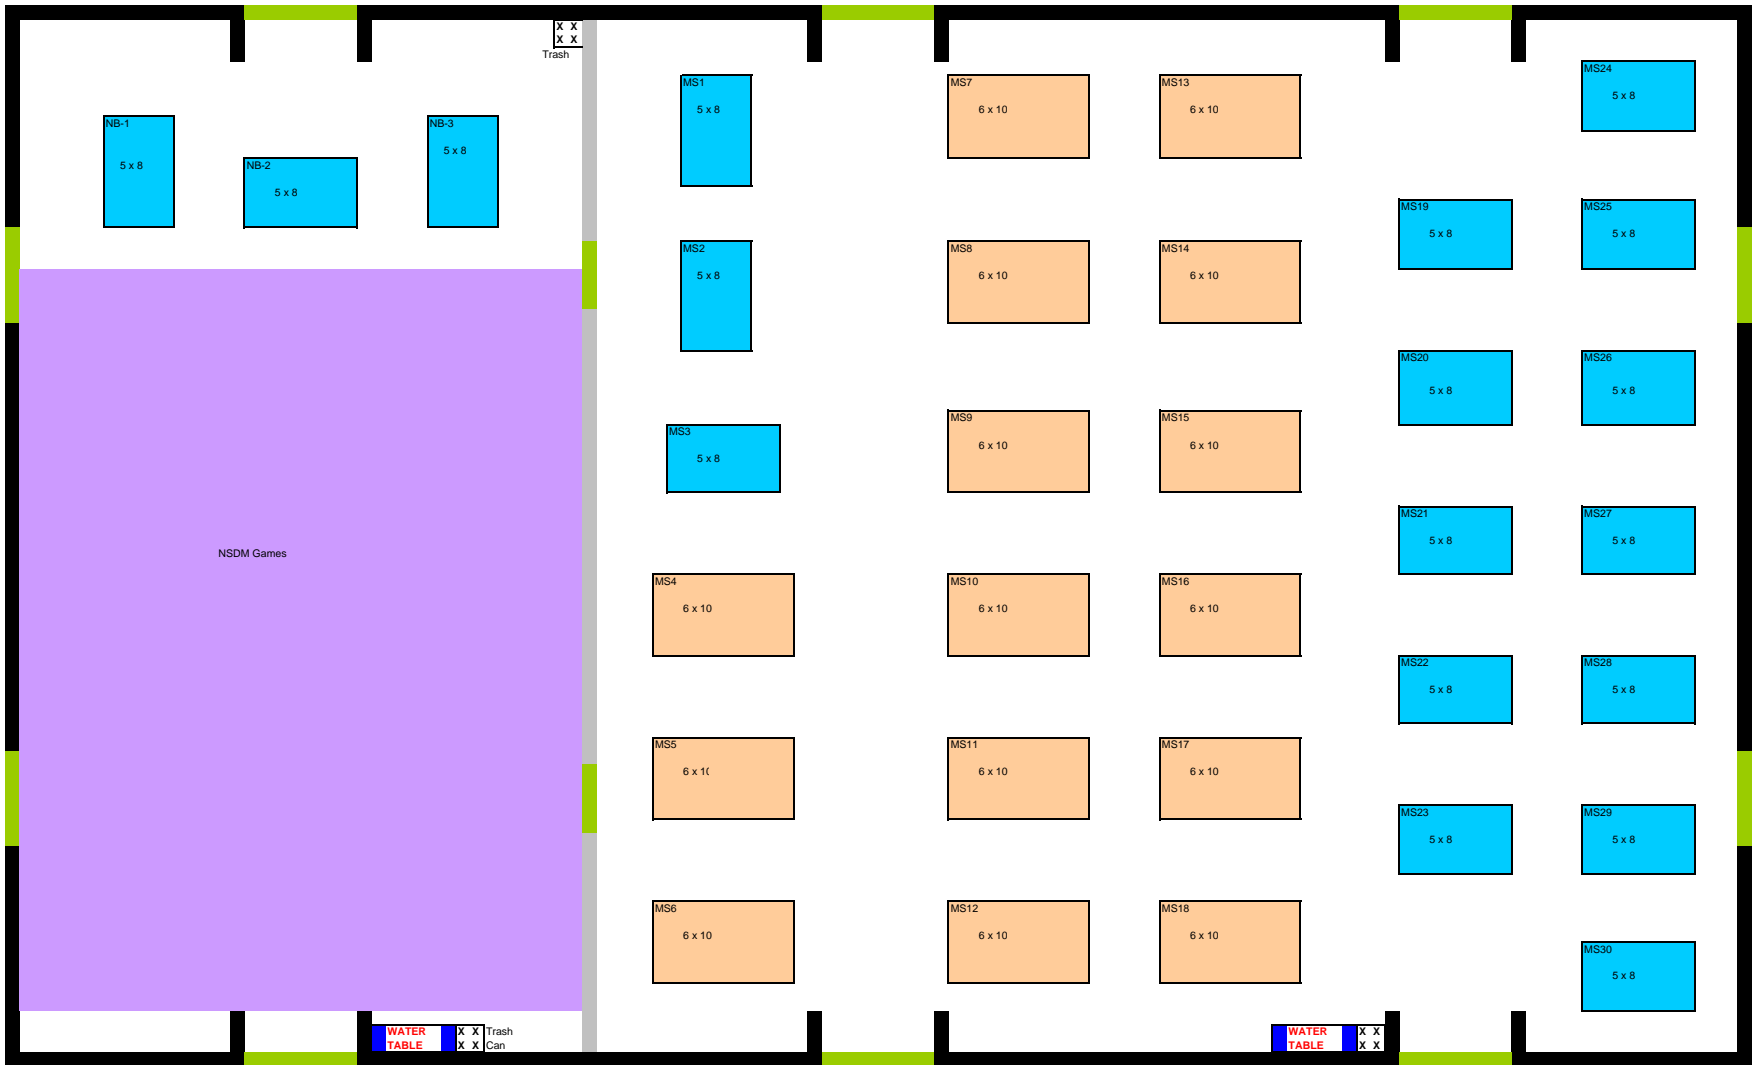 X X
X X
Trash
MS24
5 x 8
MS1
5 x 8
MS7
6 x 10
MS13
6 x 10
NB-1
5 x 8
NB-2
5 x 8
NB-3
5 x 8
MS19
5 x 8
MS25
5 x 8
MS2
5 x 8
MS8
6 x 10
MS14
6 x 10
MS20
5 x 8
MS26
5 x 8
MS3
5 x 8
MS9
6 x 10
MS15
6 x 10
MS21
5 x 8
MS27
5 x 8
NSDM Games
MS4
6 x 10
MS10
6 x 10
MS16
6 x 10
MS22
5 x 8
MS28
5 x 8
MS5
6 x 10
MS11
6 x 10
MS17
6 x 10
MS23
5 x 8
MS29
5 x 8
MS6
6 x 10
MS12
6 x 10
MS18
6 x 10
MS30
5 x 8
WATER
TABLE
X X
X X
Trash
Can
WATER
TABLE
X X
X X